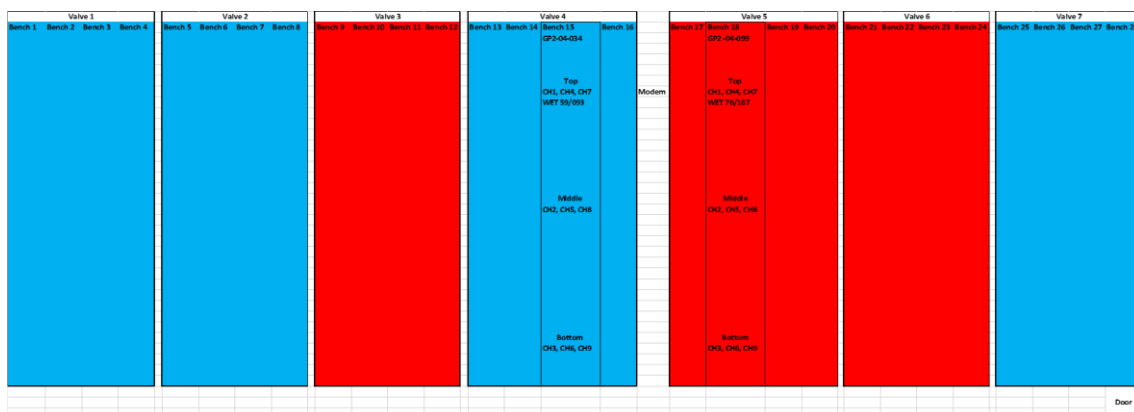 Valve 1 Valve 2 Valve 3 Valve 4 Valve 5 Valve 6 Valve 7
Bench 1 Bench 2 Bench 3 Bench 4 Bench 5 Bench 6 Bench 7 Bench 8 Bench 9 Bench 10 Bench 11 Bench 12 Bench 13 Bench 14 Bench 15 Bench 16 Bench 17 Bench 18 Bench 19 Bench 20 Bench 21 Bench 22 Bench 23 Bench 24 Bench 25 Bench 26 Bench 27 Bench 2
GP2-04-034 GP2-04-099
Top Top
CH1, CH4, CH7 Modem CH1, CH4, CH7
WET 59/093 WET 76/167
Middle Middle
CH2, CH5, CH8 CH2, CH5, CH8
Bottom Bottom
CH3, CH6, CH9 CH3, CH6, CH9
Door